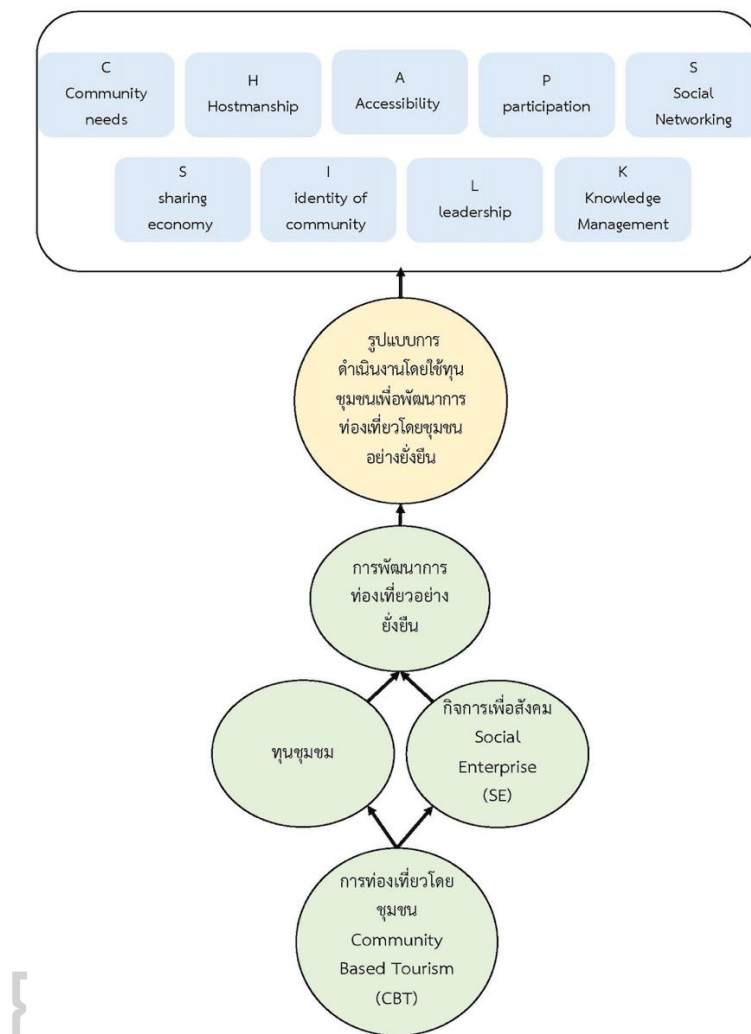 C
Community
needs
H
Hostmanship
A
Accessibility
P
participation
S
Social
Networking
S
sharing
economy
I
identity of
community
L
leadership
K
Knowledge
Management
รูปแบบการ
ดำเนินงานโดยใช้ทุน
ชุมชนเพื่อพัฒนาการ
ท่องเที่ยวโดยชุมชน
อย่างยั่งยืน
การพัฒนาการ
ท่องเที่ยวอย่าง
ยั่งยืน
ทุนชุมชม
กิจการเพื่อสังคม
Social
Enterprise
(SE)
การท่องเที่ยวโดย
ชุมชน
Community
Based Tourism
(CBT)